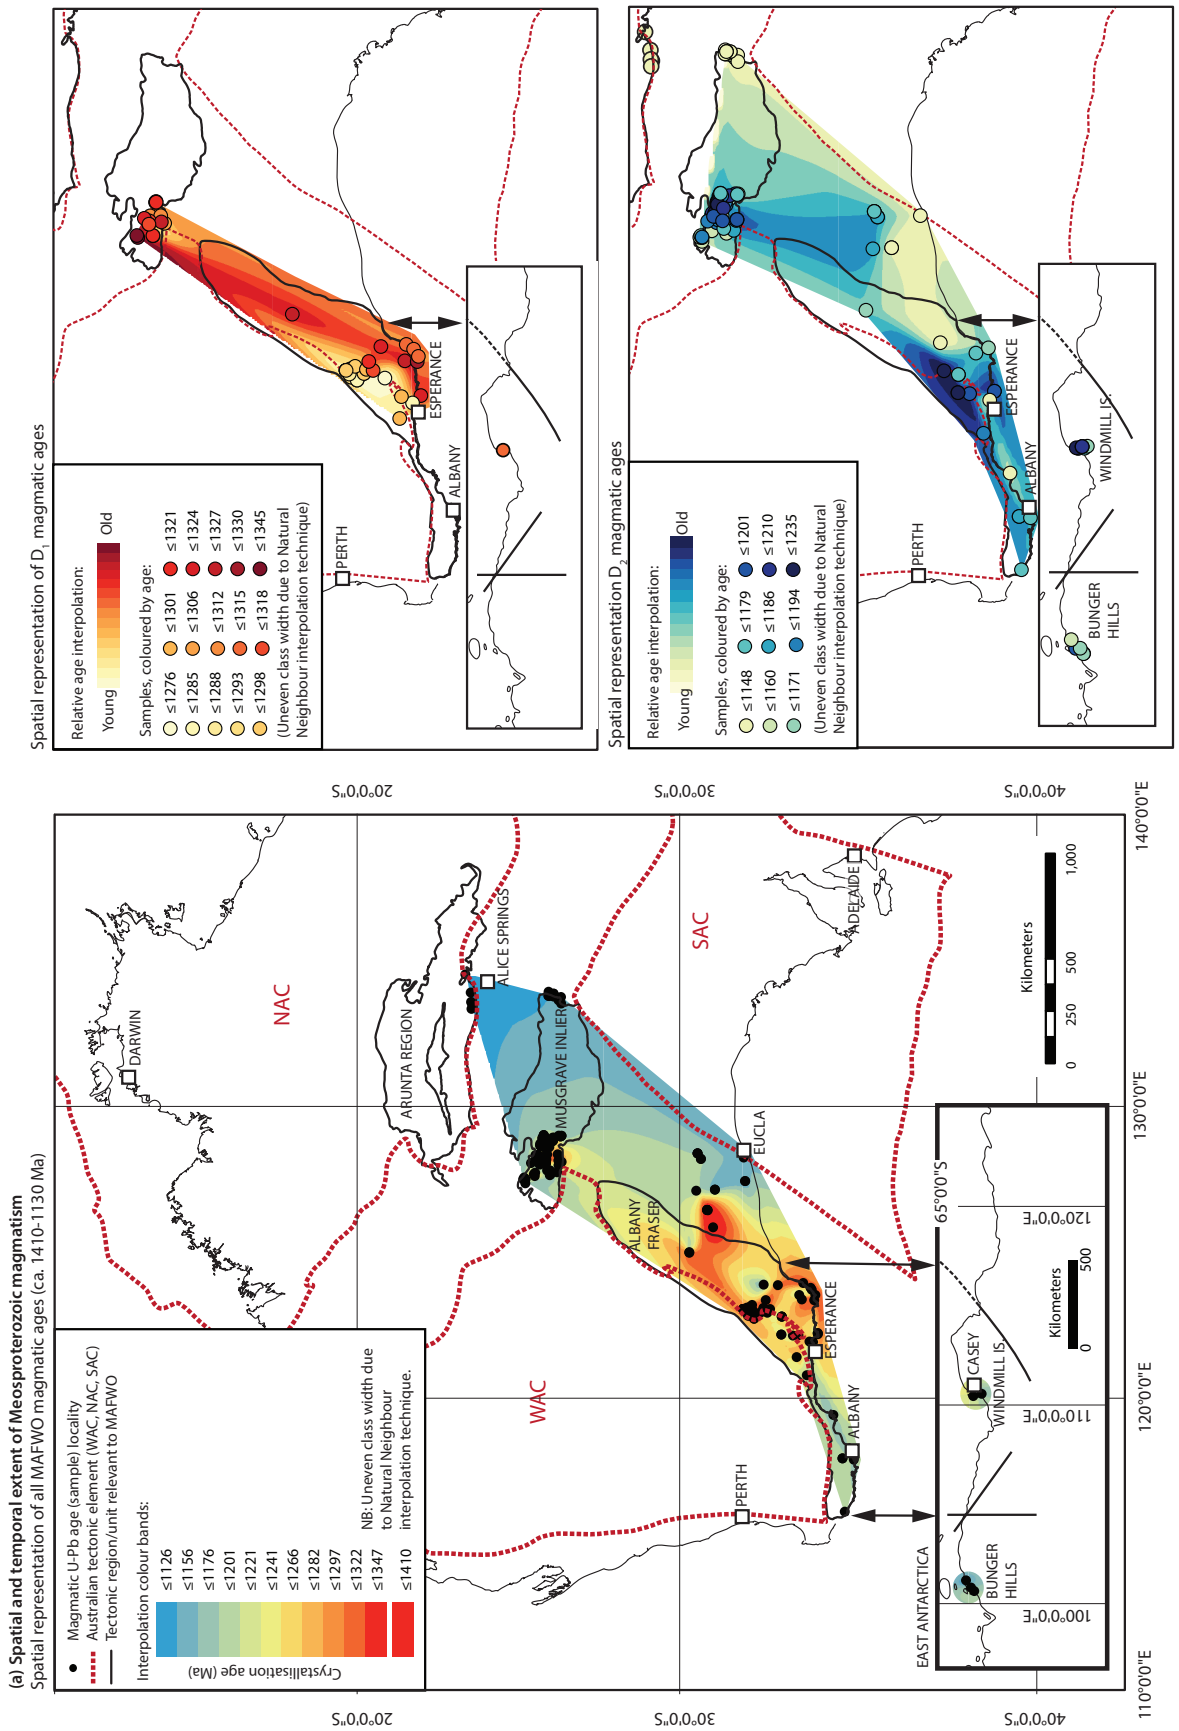 (a) Spatial and temporal extent of Mesoproterozoic magmatism
Spatial representation of all MAFWO magmatic ages (ca. 1410-1130 Ma)
Magmatic U-Pb age (sample) locality
Australian tectonic element (WAC, NAC, SAC)
Tectonic region/unit relevant to MAFWO
Interpolation colour bands:
Crystallisation age (Ma)
≤1126
≤1156
≤1176
≤1201
≤1221
≤1241
≤1266
≤1282
≤1297
≤1322
≤1347
≤1410
NB: Uneven class width due
to Natural Neighbour
interpolation technique.
DARWIN
NAC
ARUNTA REGION
ALICE SPRINGS
MUSGRAVE INLIER
WAC
ALBANY
FRASER
SAC
PERTH
EUCLA
ADELAIDE
ESPERANCE
ALBANY
EAST ANTARCTICA
65°0'0"S
BUNGER
HILLS
CASEY
WINDMILL IS.
100°0'0"E
110°0'0"E
120°0'0"E
Kilometers
0
500
Kilometers
0
250
500
1,000
20°0'0"S
30°0'0"S
40°0'0"S
20°0'0"S
30°0'0"S
40°0'0"S
110°0'0"E
120°0'0"E
130°0'0"E
140°0'0"E
Spatial representation of D₁ magmatic ages
Relative age interpolation:
Young
Old
Samples, coloured by age:
≤1276
≤1301
≤1321
≤1285
≤1306
≤1324
≤1288
≤1312
≤1327
≤1293
≤1315
≤1330
≤1298
≤1318
≤1345
(Uneven class width due to Natural
Neighbour interpolation technique)
PERTH
ALBANY
ESPERANCE
Spatial representation D₂ magmatic ages
Relative age interpolation:
Young
Old
Samples, coloured by age:
≤1148
≤1179
≤1201
≤1160
≤1186
≤1210
≤1171
≤1194
≤1235
(Uneven class width due to Natural
Neighbour interpolation technique)
PERTH
ALBANY
ESPERANCE
BUNGER
HILLS
WINDMILL IS.